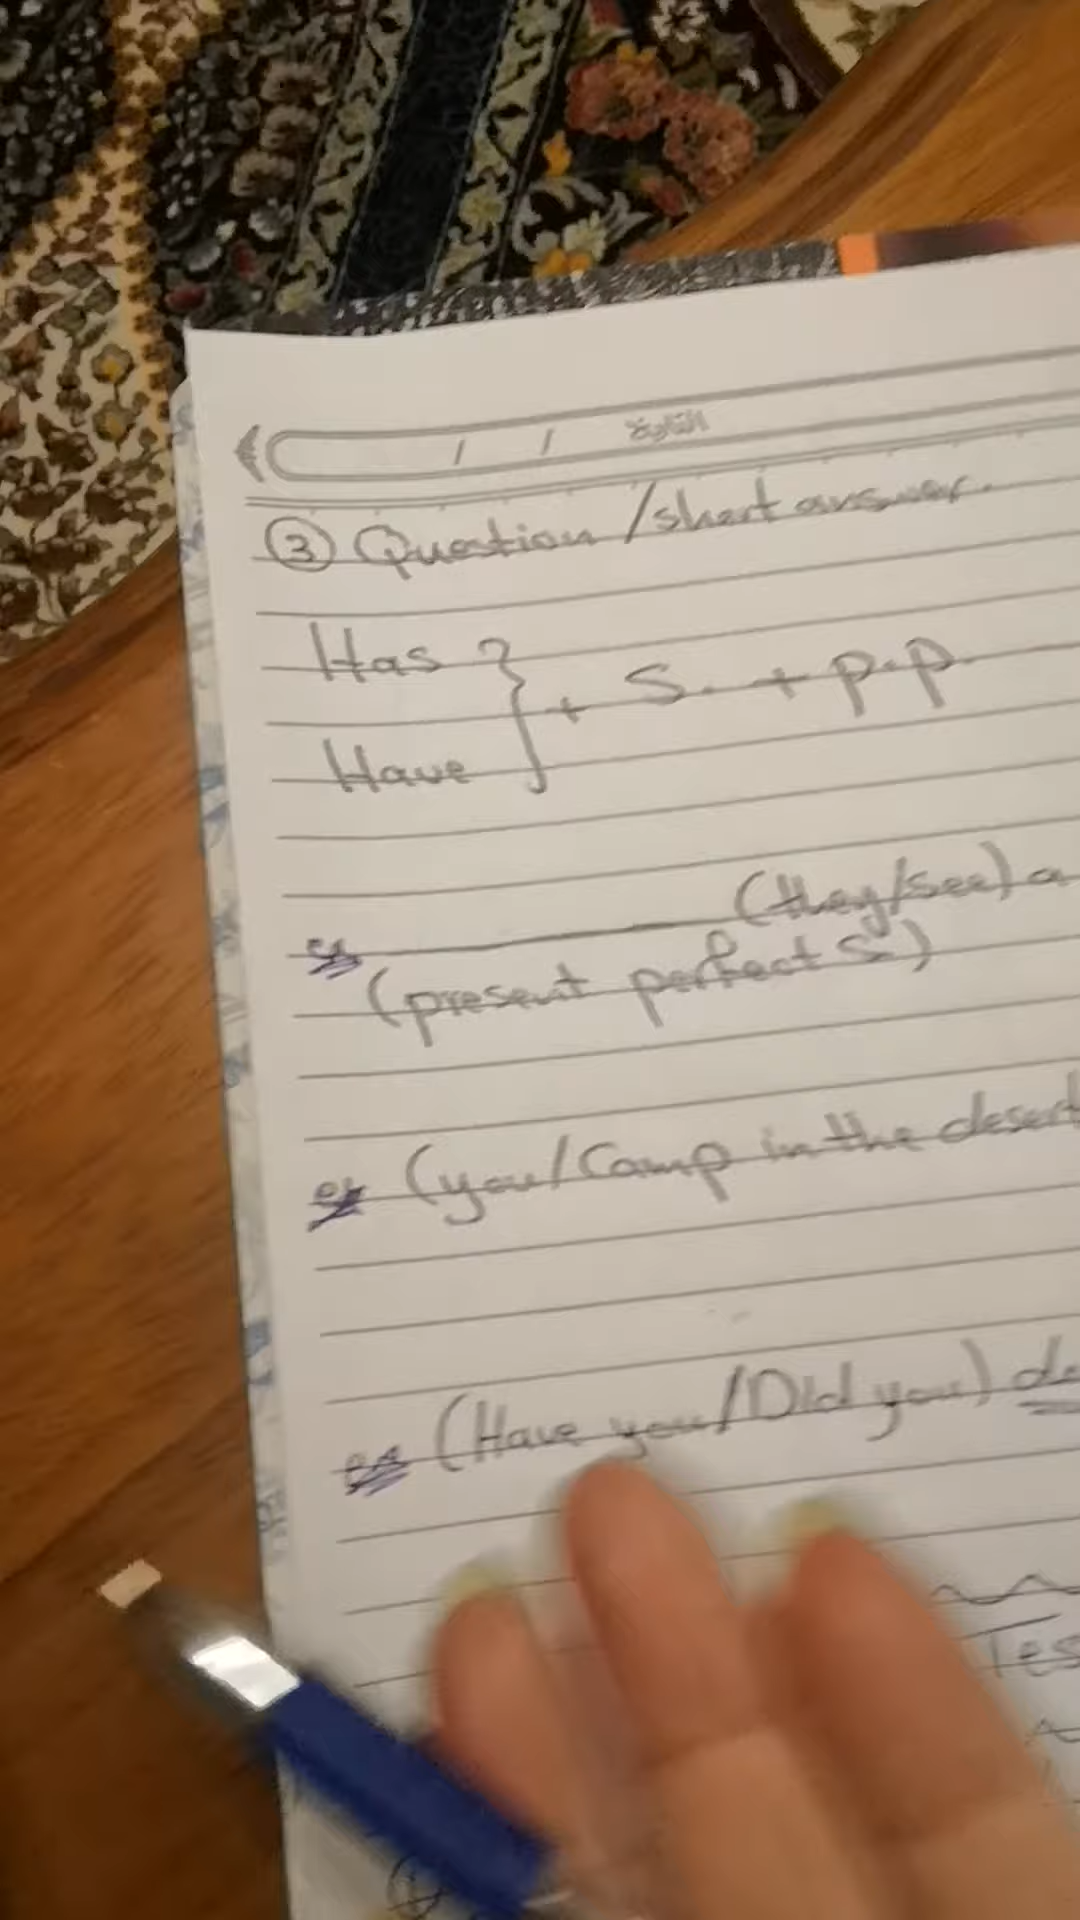 التاريخ / /
③ Question /short answer.
Has } + S. + p.p.
Have
ex ______ (they/see) a
(present perfect S)
ex (you/Camp in the desert
ex (Have you/Did you)
Tes